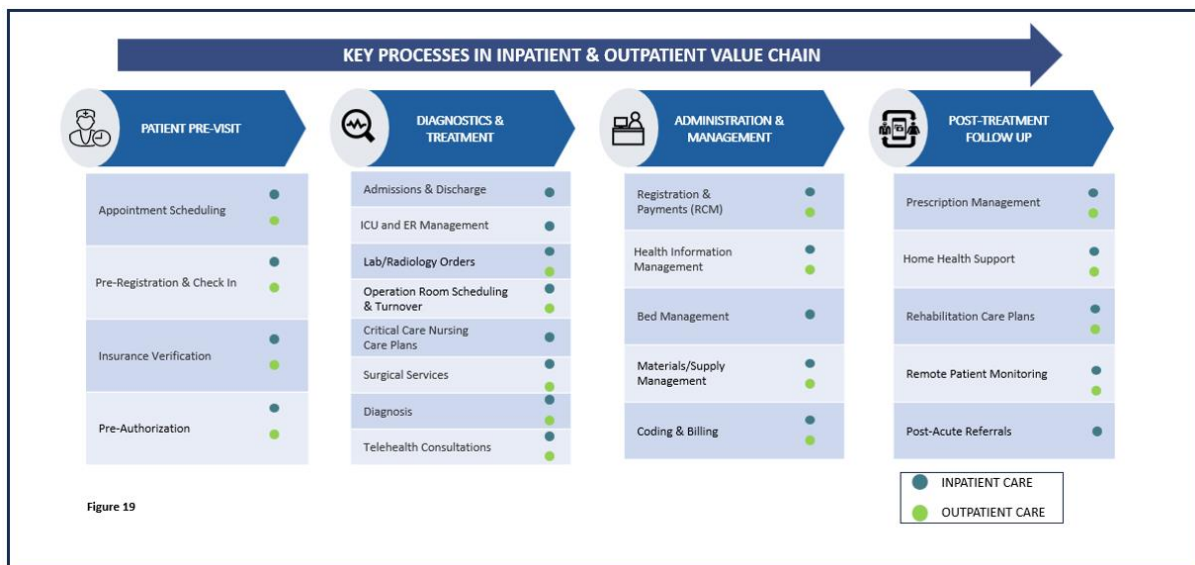 KEY PROCESSES IN INPATIENT & OUTPATIENT VALUE CHAIN
PATIENT PRE-VISIT
Appointment Scheduling
Pre-Registration & Check In
Insurance Verification
Pre-Authorization
DIAGNOSTICS &
TREATMENT
Admissions & Discharge
ICU and ER Management
Lab/Radiology Orders
Operation Room Scheduling
& Turnover
Critical Care Nursing
Care Plans
Surgical Services
Diagnosis
Telehealth Consultations
ADMINISTRATION &
MANAGEMENT
Registration &
Payments (RCM)
Health Information
Management
Bed Management
Materials/Supply
Management
Coding & Billing
POST-TREATMENT
FOLLOW UP
Prescription Management
Home Health Support
Rehabilitation Care Plans
Remote Patient Monitoring
Post-Acute Referrals
INPATIENT CARE
OUTPATIENT CARE
Figure 19